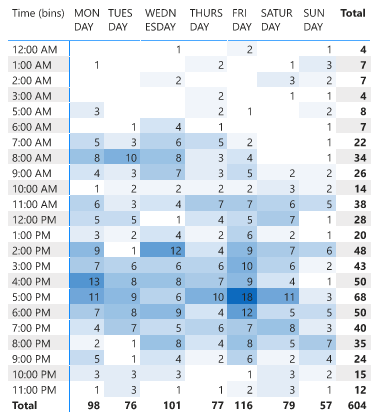 Time (bins) MON TUES WEDN THURS FRI SATUR SUN Total
DAY DAY ESDAY DAY DAY DAY DAY
12:00 AM 1 2 1 4
1:00 AM 1 2 1 3 7
2:00 AM 2 3 2 7
3:00 AM 2 1 1 4
5:00 AM 3 2 1 2 8
6:00 AM 1 4 1 1 7
7:00 AM 5 3 6 5 2 1 22
8:00 AM 8 10 8 3 4 1 34
9:00 AM 4 3 7 3 5 2 2 26
10:00 AM 1 2 2 2 2 3 2 14
11:00 AM 6 3 4 7 7 6 5 38
12:00 PM 5 5 1 4 5 7 1 28
1:00 PM 3 2 4 2 6 2 1 20
2:00 PM 9 1 12 4 9 7 6 48
3:00 PM 7 6 6 6 10 6 2 43
4:00 PM 13 8 8 7 9 4 1 50
5:00 PM 11 9 6 10 18 11 3 68
6:00 PM 7 8 9 4 12 5 5 50
7:00 PM 4 7 5 6 7 8 3 40
8:00 PM 2 1 8 4 8 5 7 35
9:00 PM 5 1 4 2 6 2 4 24
10:00 PM 3 3 3 1 3 2 15
11:00 PM 1 3 1 1 2 3 1 12
Total 98 76 101 77 116 79 57 604